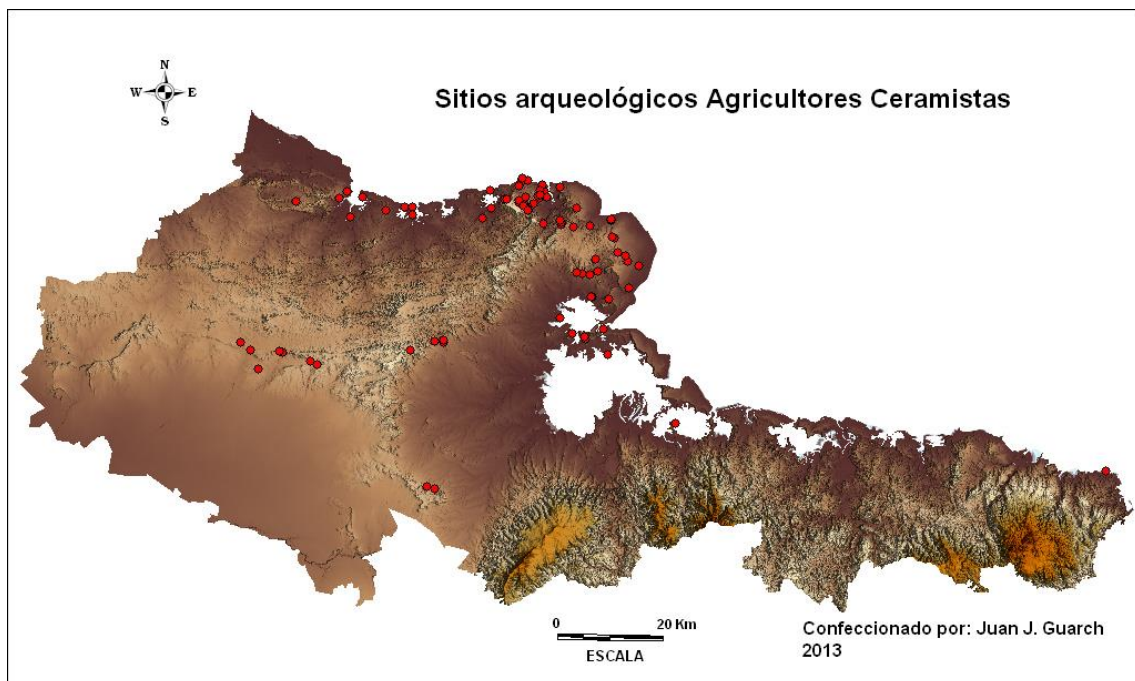 N
W E
S
Sitios arqueológicos Agricultores Ceramistas
0 20 Km
ESCALA
Confeccionado por: Juan J. Guarch
2013